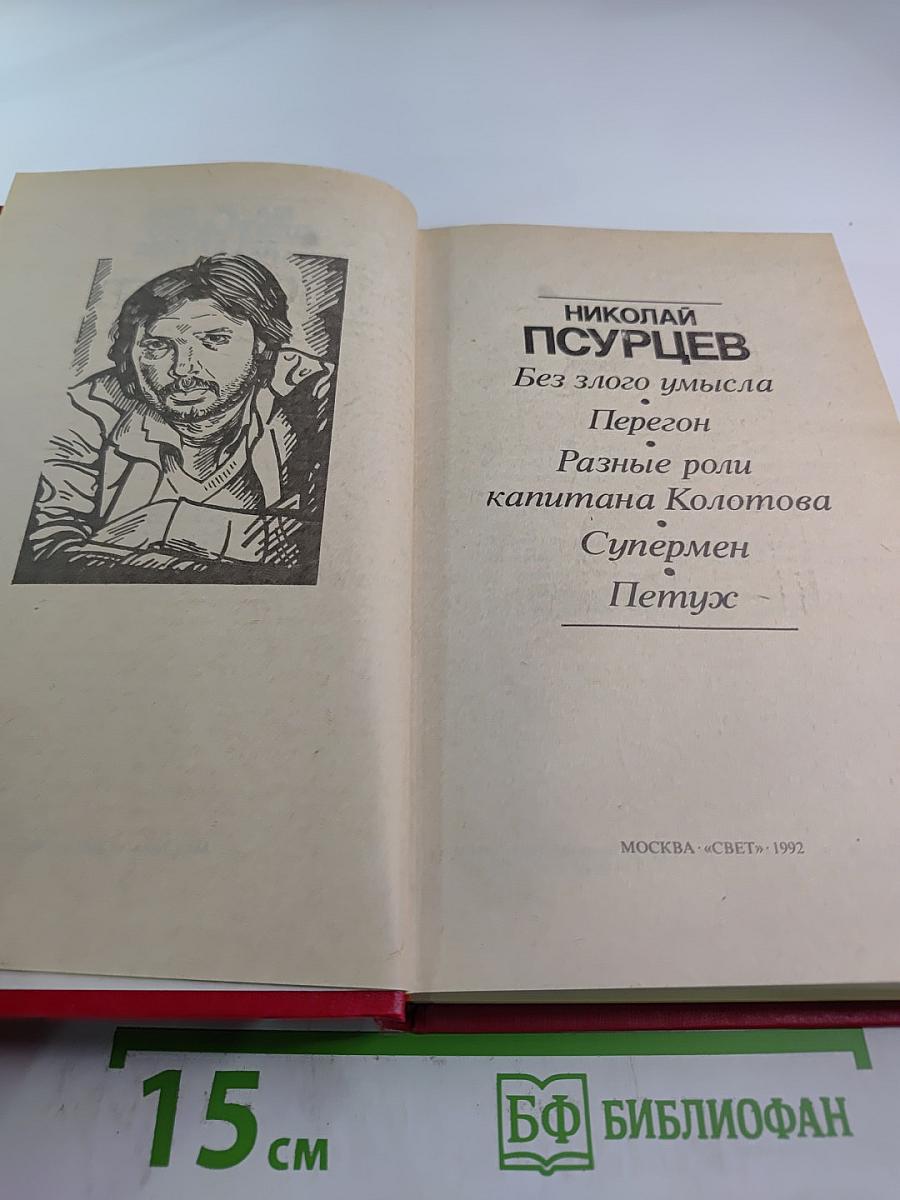 НИКОЛАЙ
ПСУРЦЕВ
Без злого умысла
•
Перегон
•
Разные роли
капитана Колотова
•
Супермен
•
Петух
МОСКВА · «СВЕТ» · 1992
15 см
БФ БИБЛИОФАН